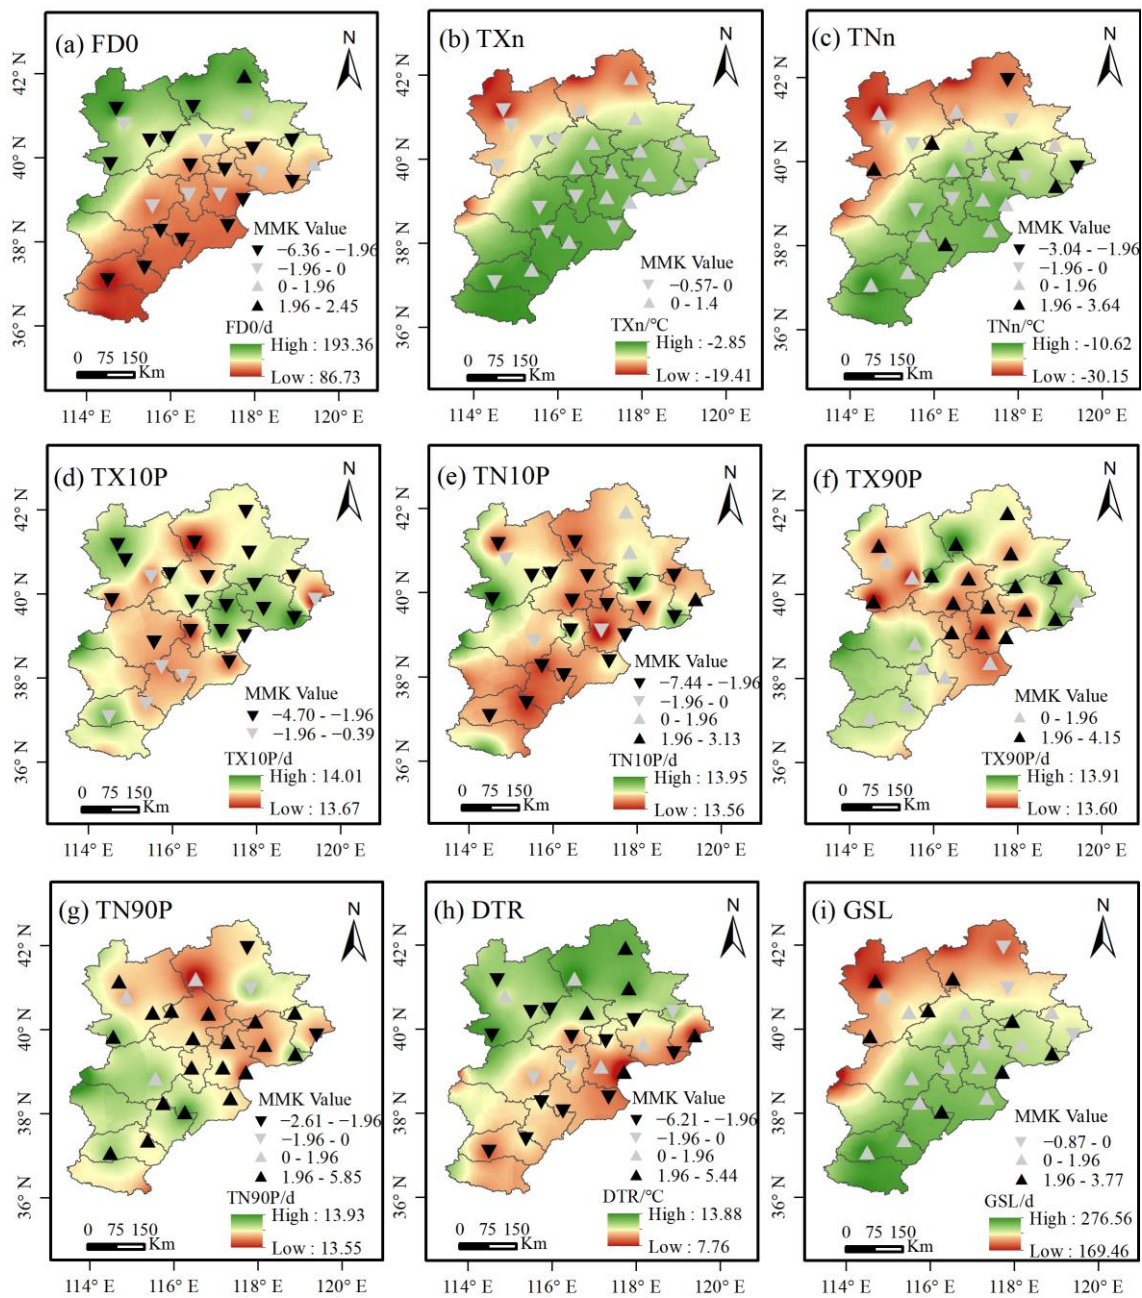 (a) FD0
N
42° N
40° N
38° N
36° N
MMK Value
−6.36 - −1.96
−1.96 - 0
0 - 1.96
1.96 - 2.45
FD0/d
High : 193.36
Low : 86.73
0 75 150
Km
114° E 116° E 118° E 120° E
(b) TXn
N
42° N
40° N
38° N
36° N
MMK Value
−0.57- 0
0 - 1.4
TXn/°C
High : -2.85
Low : -19.41
0 75 150
Km
114° E 116° E 118° E 120° E
(c) TNn
N
42° N
40° N
38° N
36° N
MMK Value
−3.04 - −1.96
−1.96 - 0
0 - 1.96
1.96 - 3.64
TNn/°C
High : -10.62
Low : -30.15
0 75 150
Km
114° E 116° E 118° E 120° E
(d) TX10P
N
42° N
40° N
38° N
36° N
MMK Value
−4.70 - −1.96
−1.96 - −0.39
TX10P/d
High : 14.01
Low : 13.67
0 75 150
Km
114° E 116° E 118° E 120° E
(e) TN10P
N
42° N
40° N
38° N
36° N
MMK Value
−7.44 - −1.96
−1.96 - 0
0 - 1.96
1.96 - 3.13
TN10P/d
High : 13.95
Low : 13.56
0 75 150
Km
114° E 116° E 118° E 120° E
(f) TX90P
N
42° N
40° N
38° N
36° N
MMK Value
0 - 1.96
1.96 - 4.15
TX90P/d
High : 13.91
Low : 13.60
0 75 150
Km
114° E 116° E 118° E 120° E
(g) TN90P
N
42° N
40° N
38° N
36° N
MMK Value
−2.61 - −1.96
−1.96 - 0
0 - 1.96
1.96 - 5.85
TN90P/d
High : 13.93
Low : 13.55
0 75 150
Km
114° E 116° E 118° E 120° E
(h) DTR
N
42° N
40° N
38° N
36° N
MMK Value
−6.21 - −1.96
−1.96 - 0
0 - 1.96
1.96 - 5.44
DTR/°C
High : 13.88
Low : 7.76
0 75 150
Km
114° E 116° E 118° E 120° E
(i) GSL
N
42° N
40° N
38° N
36° N
MMK Value
−0.87 - 0
0 - 1.96
1.96 - 3.77
GSL/d
High : 276.56
Low : 169.46
0 75 150
Km
114° E 116° E 118° E 120° E